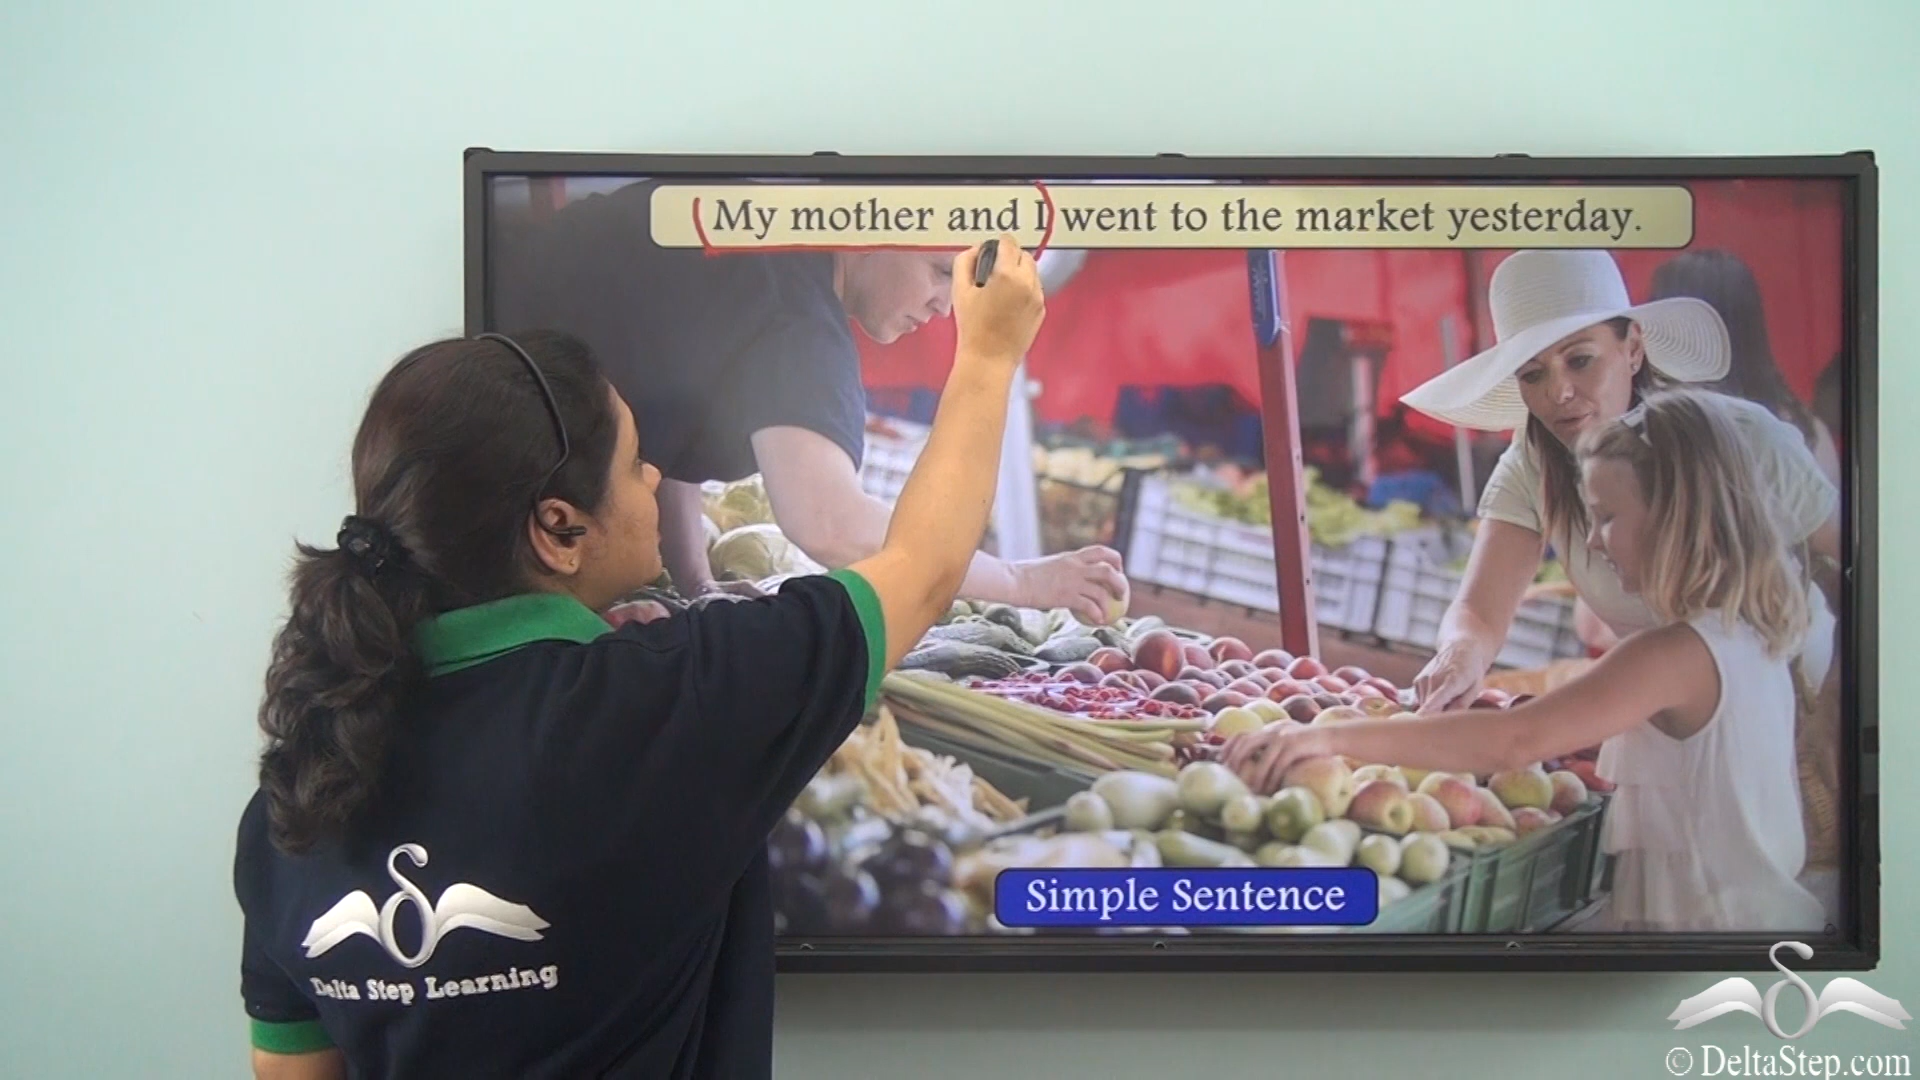 My mother and I went to the market yesterday.
Simple Sentence
Delta Step Learning
© DeltaStep.com